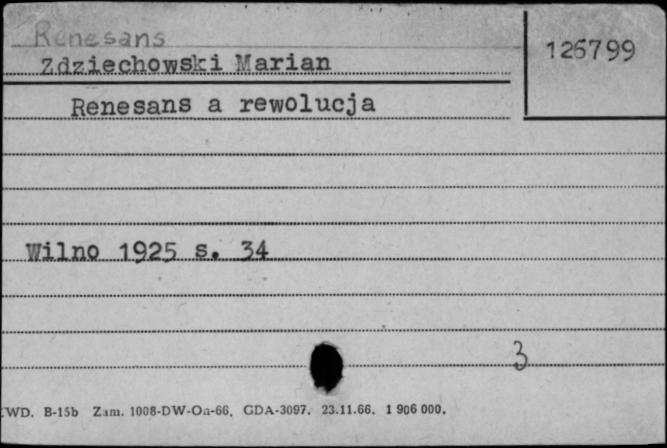 Renesans
126799
Zdziechowski Marian
Renesans a rewolucja
Wilno 1925 s. 34
3
WD. B-15b Zam. 1008-DW-On-66. GDA-3097. 23.11.66. 1 906 000.